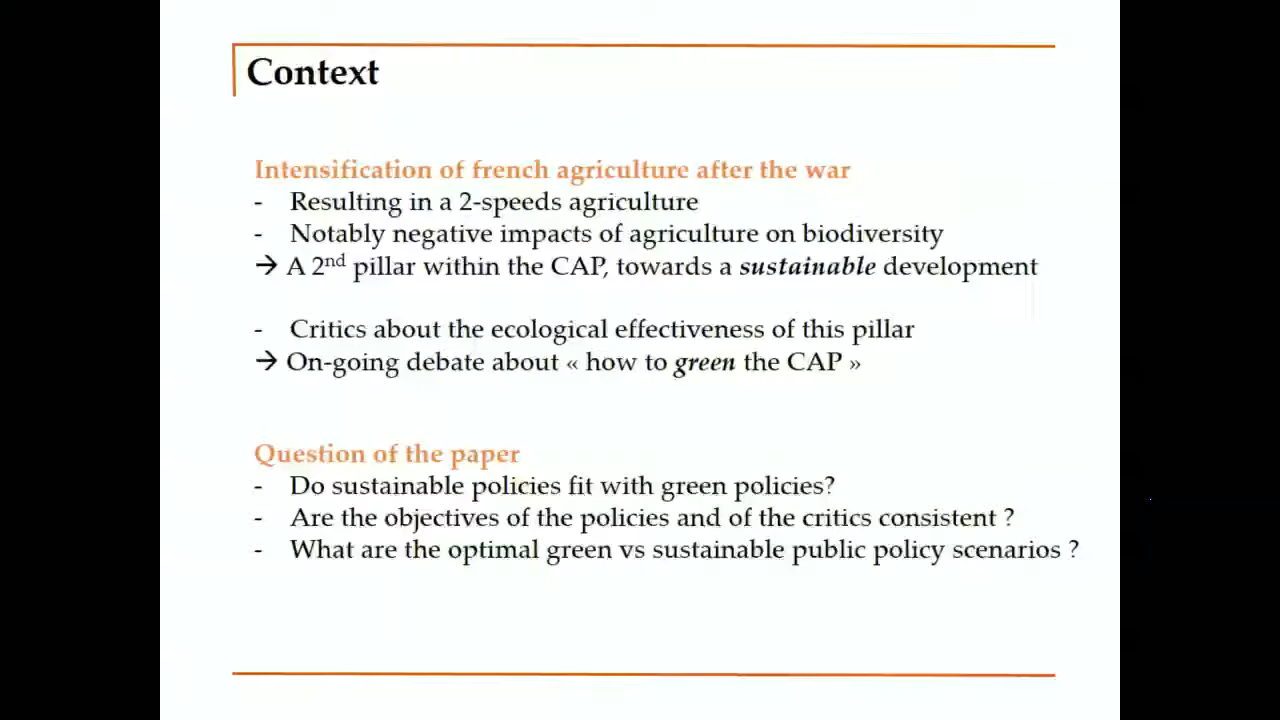 Context
Intensification of french agriculture after the war
- Resulting in a 2-speeds agriculture
- Notably negative impacts of agriculture on biodiversity
→ A 2nd pillar within the CAP, towards a sustainable development
- Critics about the ecological effectiveness of this pillar
→ On-going debate about « how to green the CAP »
Question of the paper
- Do sustainable policies fit with green policies?
- Are the objectives of the policies and of the critics consistent ?
- What are the optimal green vs sustainable public policy scenarios ?